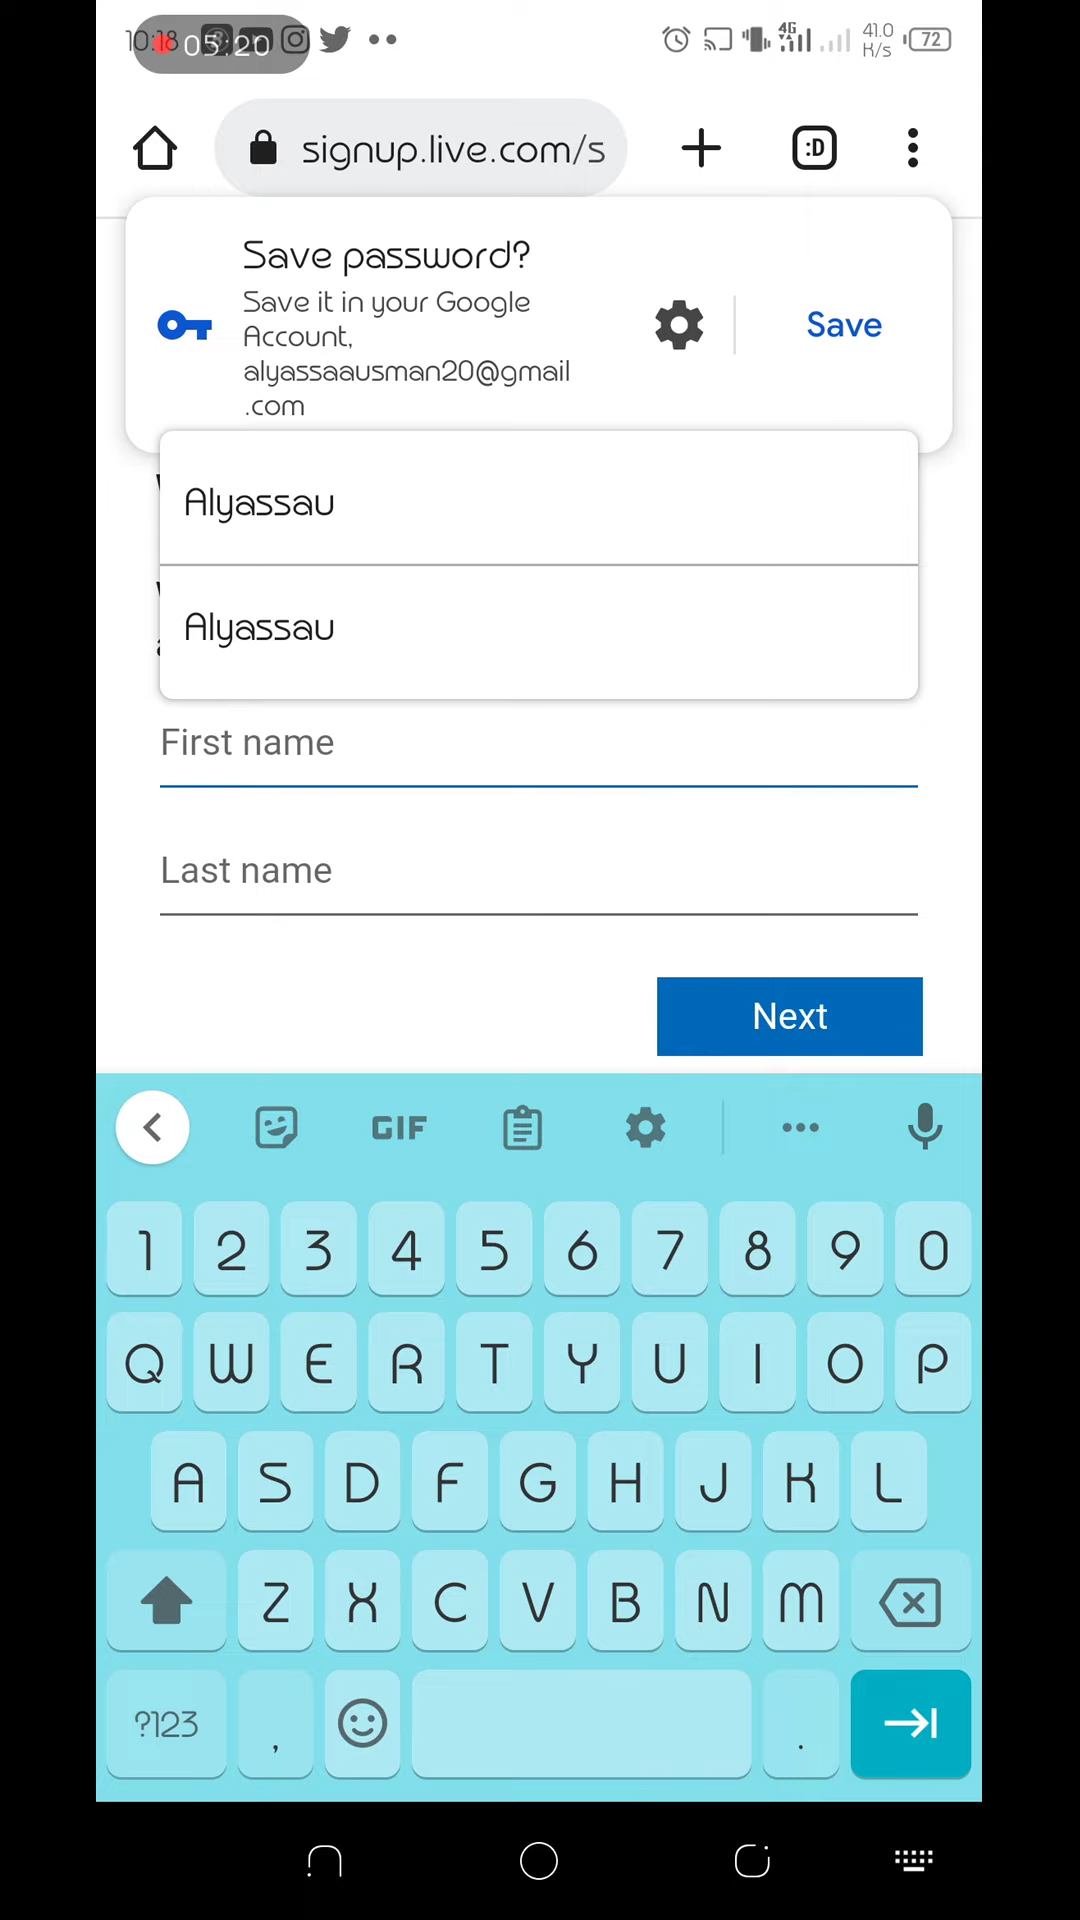 10:18 05:20 4G 41.0 K/s 72
signup.live.com/s :D
Save password?
Save it in your Google
Account,
alyassaausman20@gmail
.com
Save
Alyassau
Alyassau
First name
Last name
Next
GIF
1 2 3 4 5 6 7 8 9 0
Q W E R T Y U I O P
A S D F G H J K L
Z X C V B N M
?123 , .